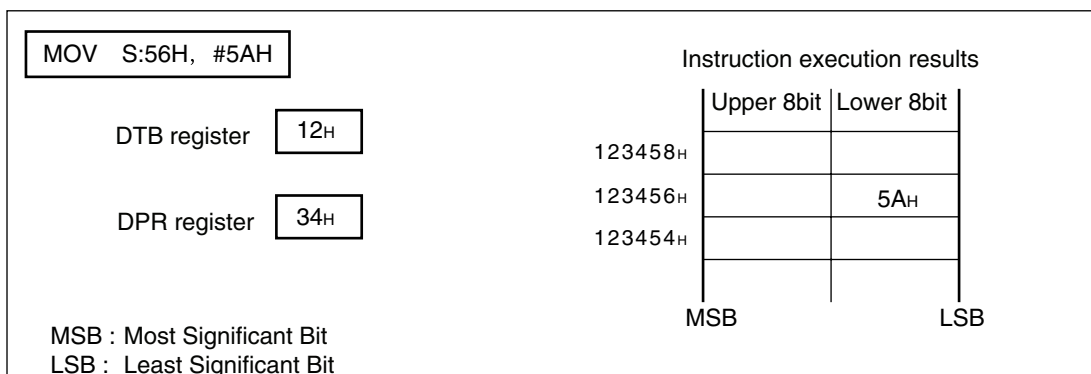 MOV S:56H, #5AH
DTB register 12H
DPR register 34H
MSB : Most Significant Bit
LSB : Least Significant Bit
Instruction execution results
Upper 8bit Lower 8bit
123458H
123456H 5AH
123454H
MSB LSB